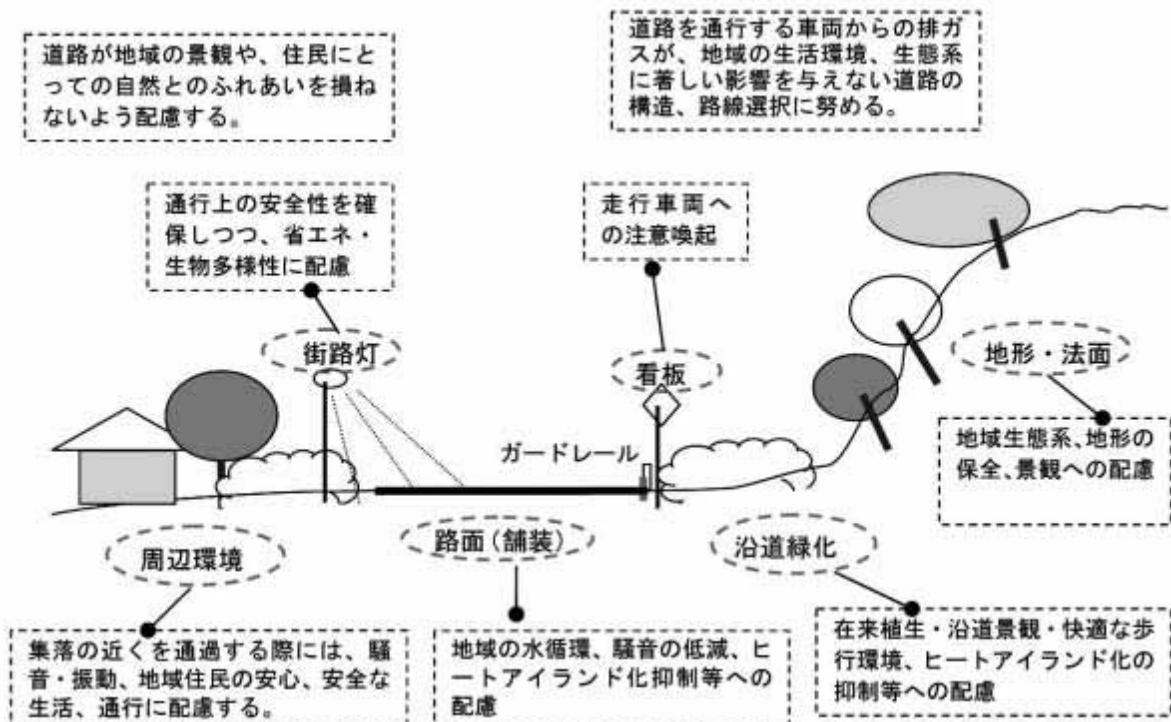 道路が地域の景観や、住民にと
っての自然とのふれあいを損ね
ないよう配慮する。
道路を通行する車両からの排ガ
スが、地域の生活環境、生態系
に著しい影響を与えない道路の
構造、路線選択に努める。
通行上の安全性を確
保しつつ、省エネ・
生物多様性に配慮
走行車両へ
の注意喚起
街路灯
看板
地形・法面
ガードレール
地域生態系、地形の
保全、景観への配慮
周辺環境
路面(舗装)
沿道緑化
集落の近くを通過する際には、騒
音・振動、地域住民の安心、安全な
生活、通行に配慮する。
地域の水循環、騒音の低減、ヒ
ートアイランド化抑制等への
配慮
在来植生・沿道景観・快適な歩
行環境、ヒートアイランド化の
抑制等への配慮